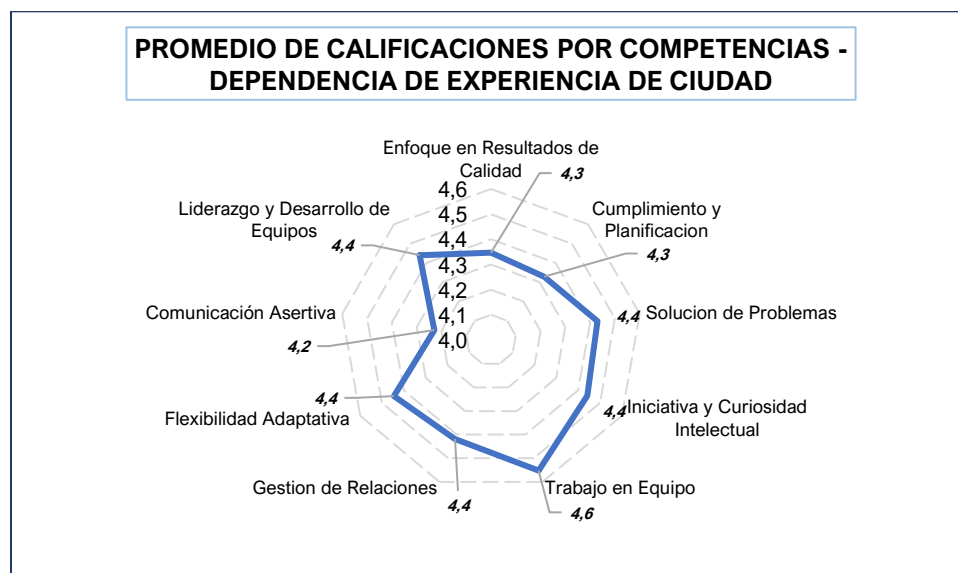 PROMEDIO DE CALIFICACIONES POR COMPETENCIAS -
DEPENDENCIA DE EXPERIENCIA DE CIUDAD
Enfoque en Resultados de
Calidad
4,3
Cumplimiento y
Planificacion
4,3
Solucion de Problemas
4,4
Iniciativa y Curiosidad
Intelectual
4,4
Trabajo en Equipo
4,6
Gestion de Relaciones
4,4
Flexibilidad Adaptativa
4,4
Comunicación Asertiva
4,2
Liderazgo y Desarrollo de
Equipos
4,4
4,6
4,5
4,4
4,3
4,2
4,1
4,0